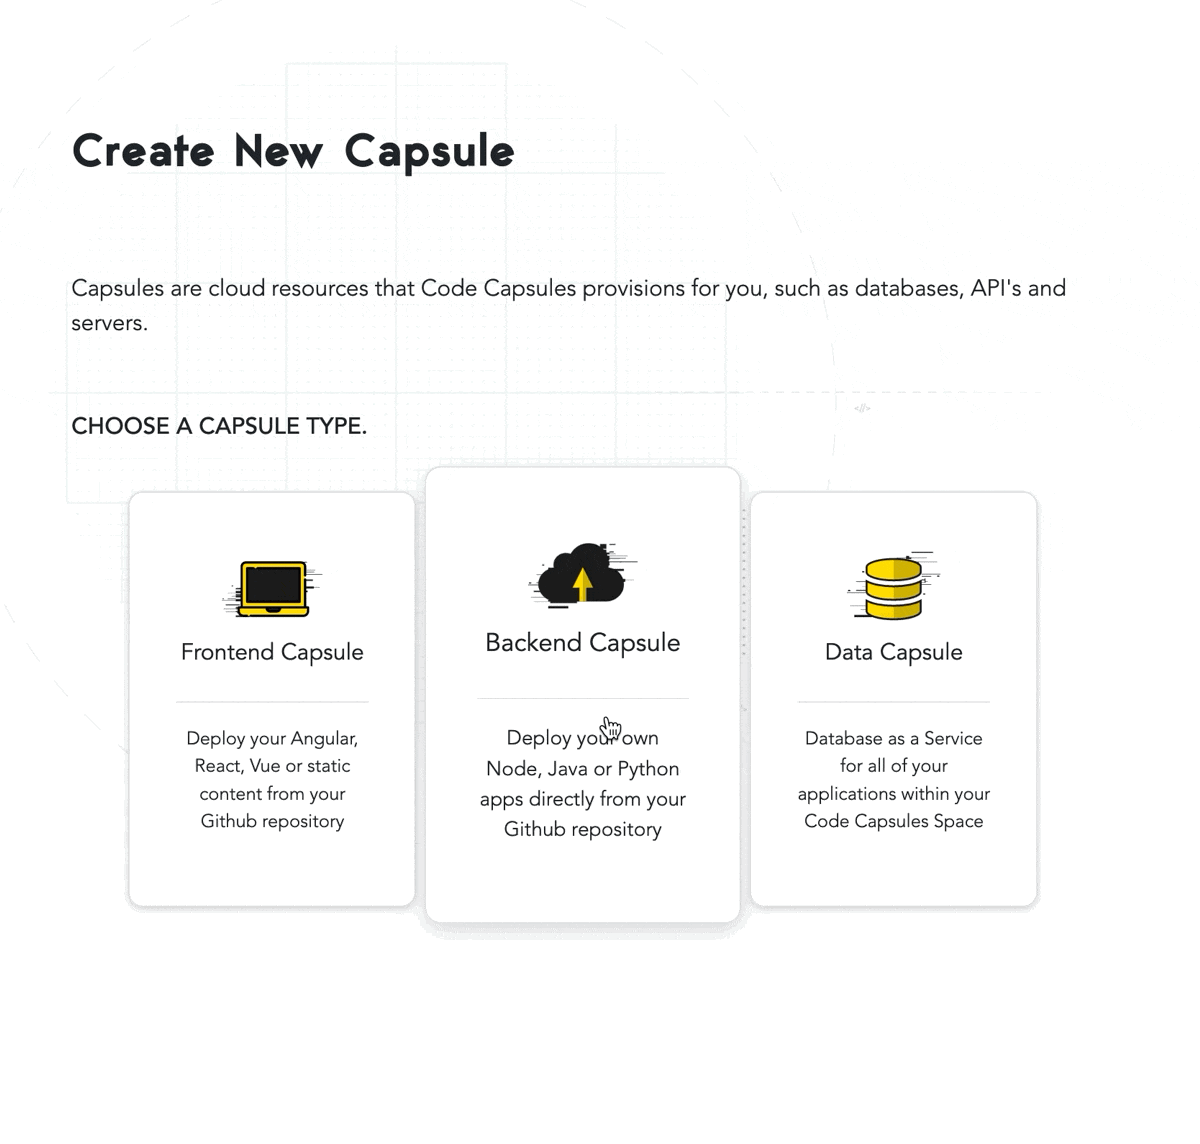 Create New Capsule
Capsules are cloud resources that Code Capsules provisions for you, such as databases, API's and
servers.
CHOOSE A CAPSULE TYPE.
Frontend Capsule
Deploy your Angular,
React, Vue or static
content from your
Github repository
Backend Capsule
Deploy your own
Node, Java or Python
apps directly from your
Github repository
Data Capsule
Database as a Service
for all of your
applications within your
Code Capsules Space